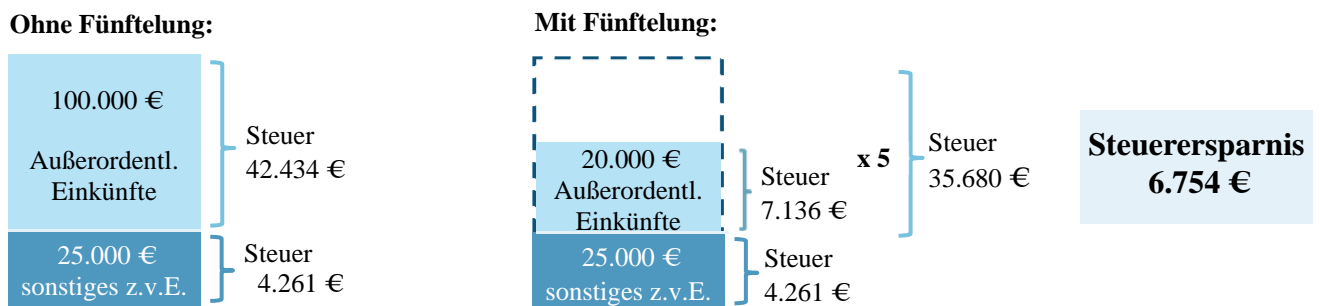 Ohne Fünftelung:
100.000 €
Außerordentl.
Einkünfte
Steuer
42.434 €
25.000 €
sonstiges z.v.E.
Steuer
4.261 €
Mit Fünftelung:
20.000 €
Außerordentl.
Einkünfte
Steuer
7.136 €
x 5
Steuer
35.680 €
25.000 €
sonstiges z.v.E.
Steuer
4.261 €
Steuerersparnis
6.754 €